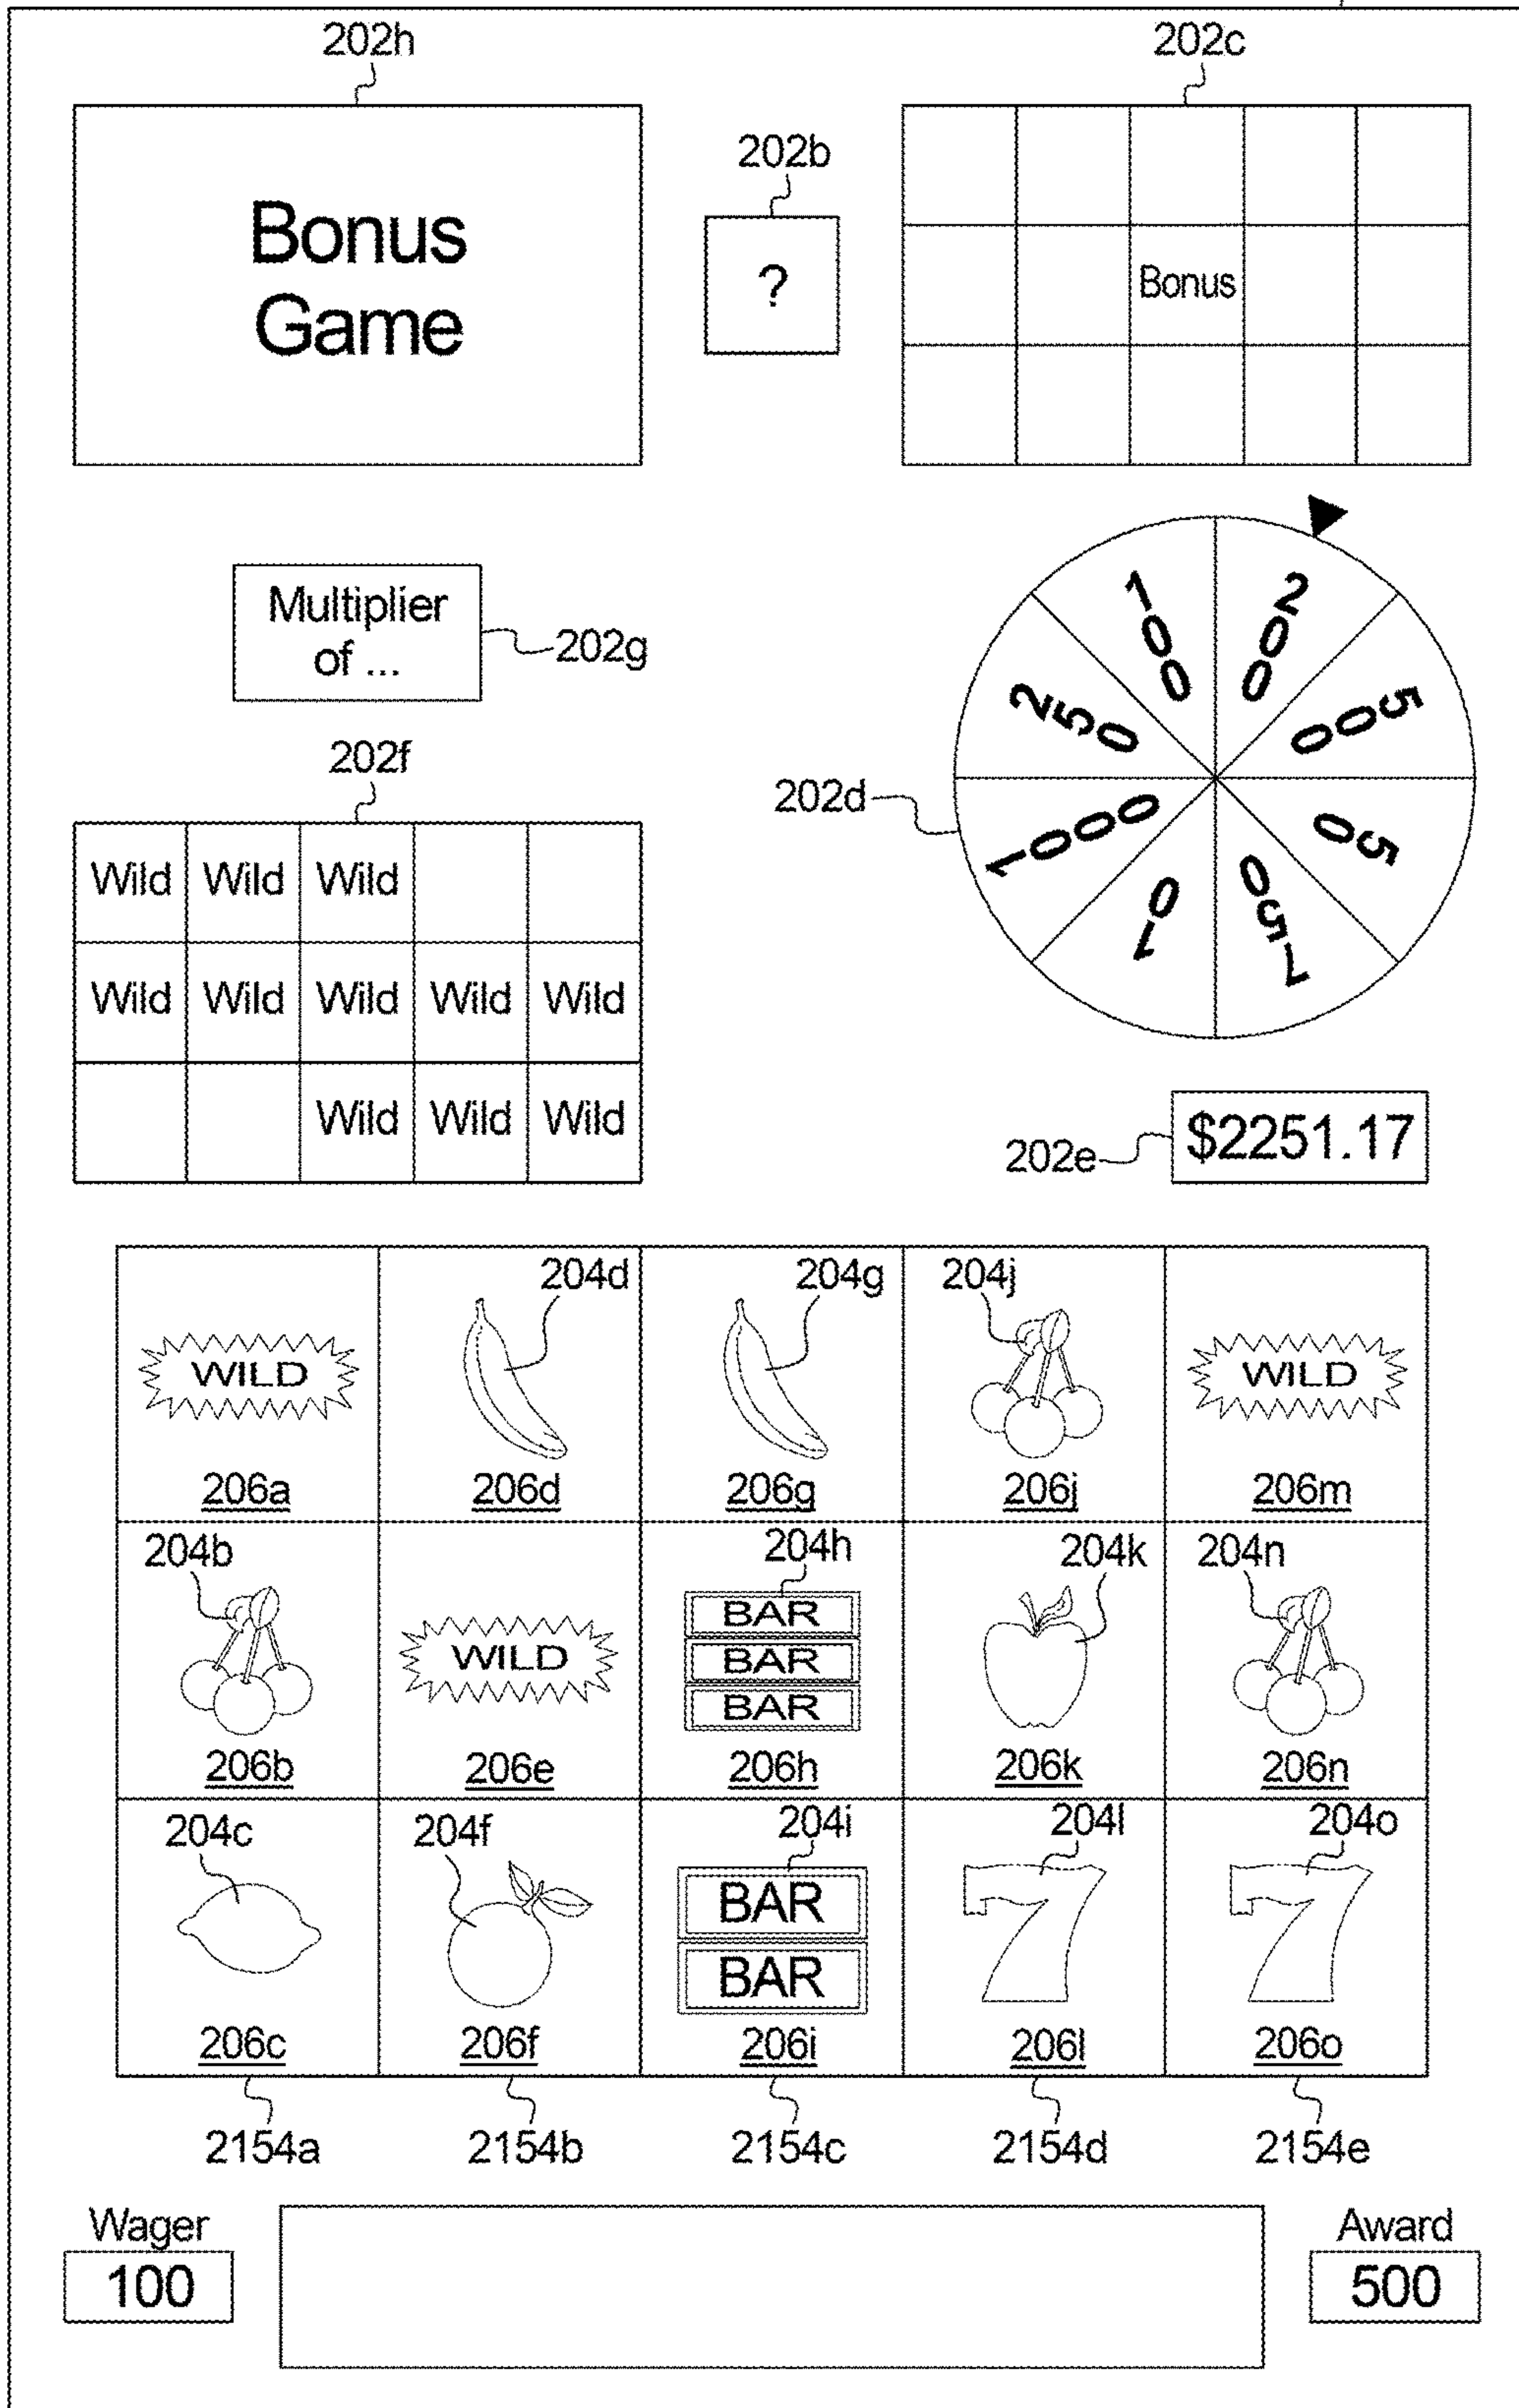 202h
202c
Bonus
Game
202b
?
Bonus
Multiplier
of ...
202g
100
200
500
50
750
10
1000
250
202d
202f
Wild Wild Wild
Wild Wild Wild Wild Wild
Wild Wild Wild
202e
$2251.17
204d 204g 204j
WILD WILD
206a 206d 206g 206j 206m
204b 204h 204k 204n
BAR
WILD BAR
BAR
206b 206e 206h 206k 206n
204c 204f 204i 204l 204o
BAR
BAR
7 7
206c 206f 206i 206l 206o
2154a 2154b 2154c 2154d 2154e
Wager Award
100 500